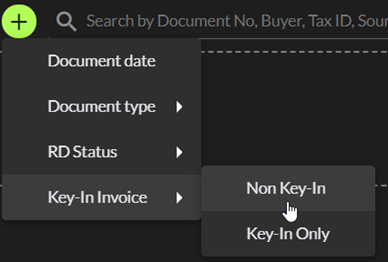 +
Search by Document No, Buyer, Tax ID, Sour
Document date
Document type
RD Status
Key-In Invoice
Non Key-In
Key-In Only